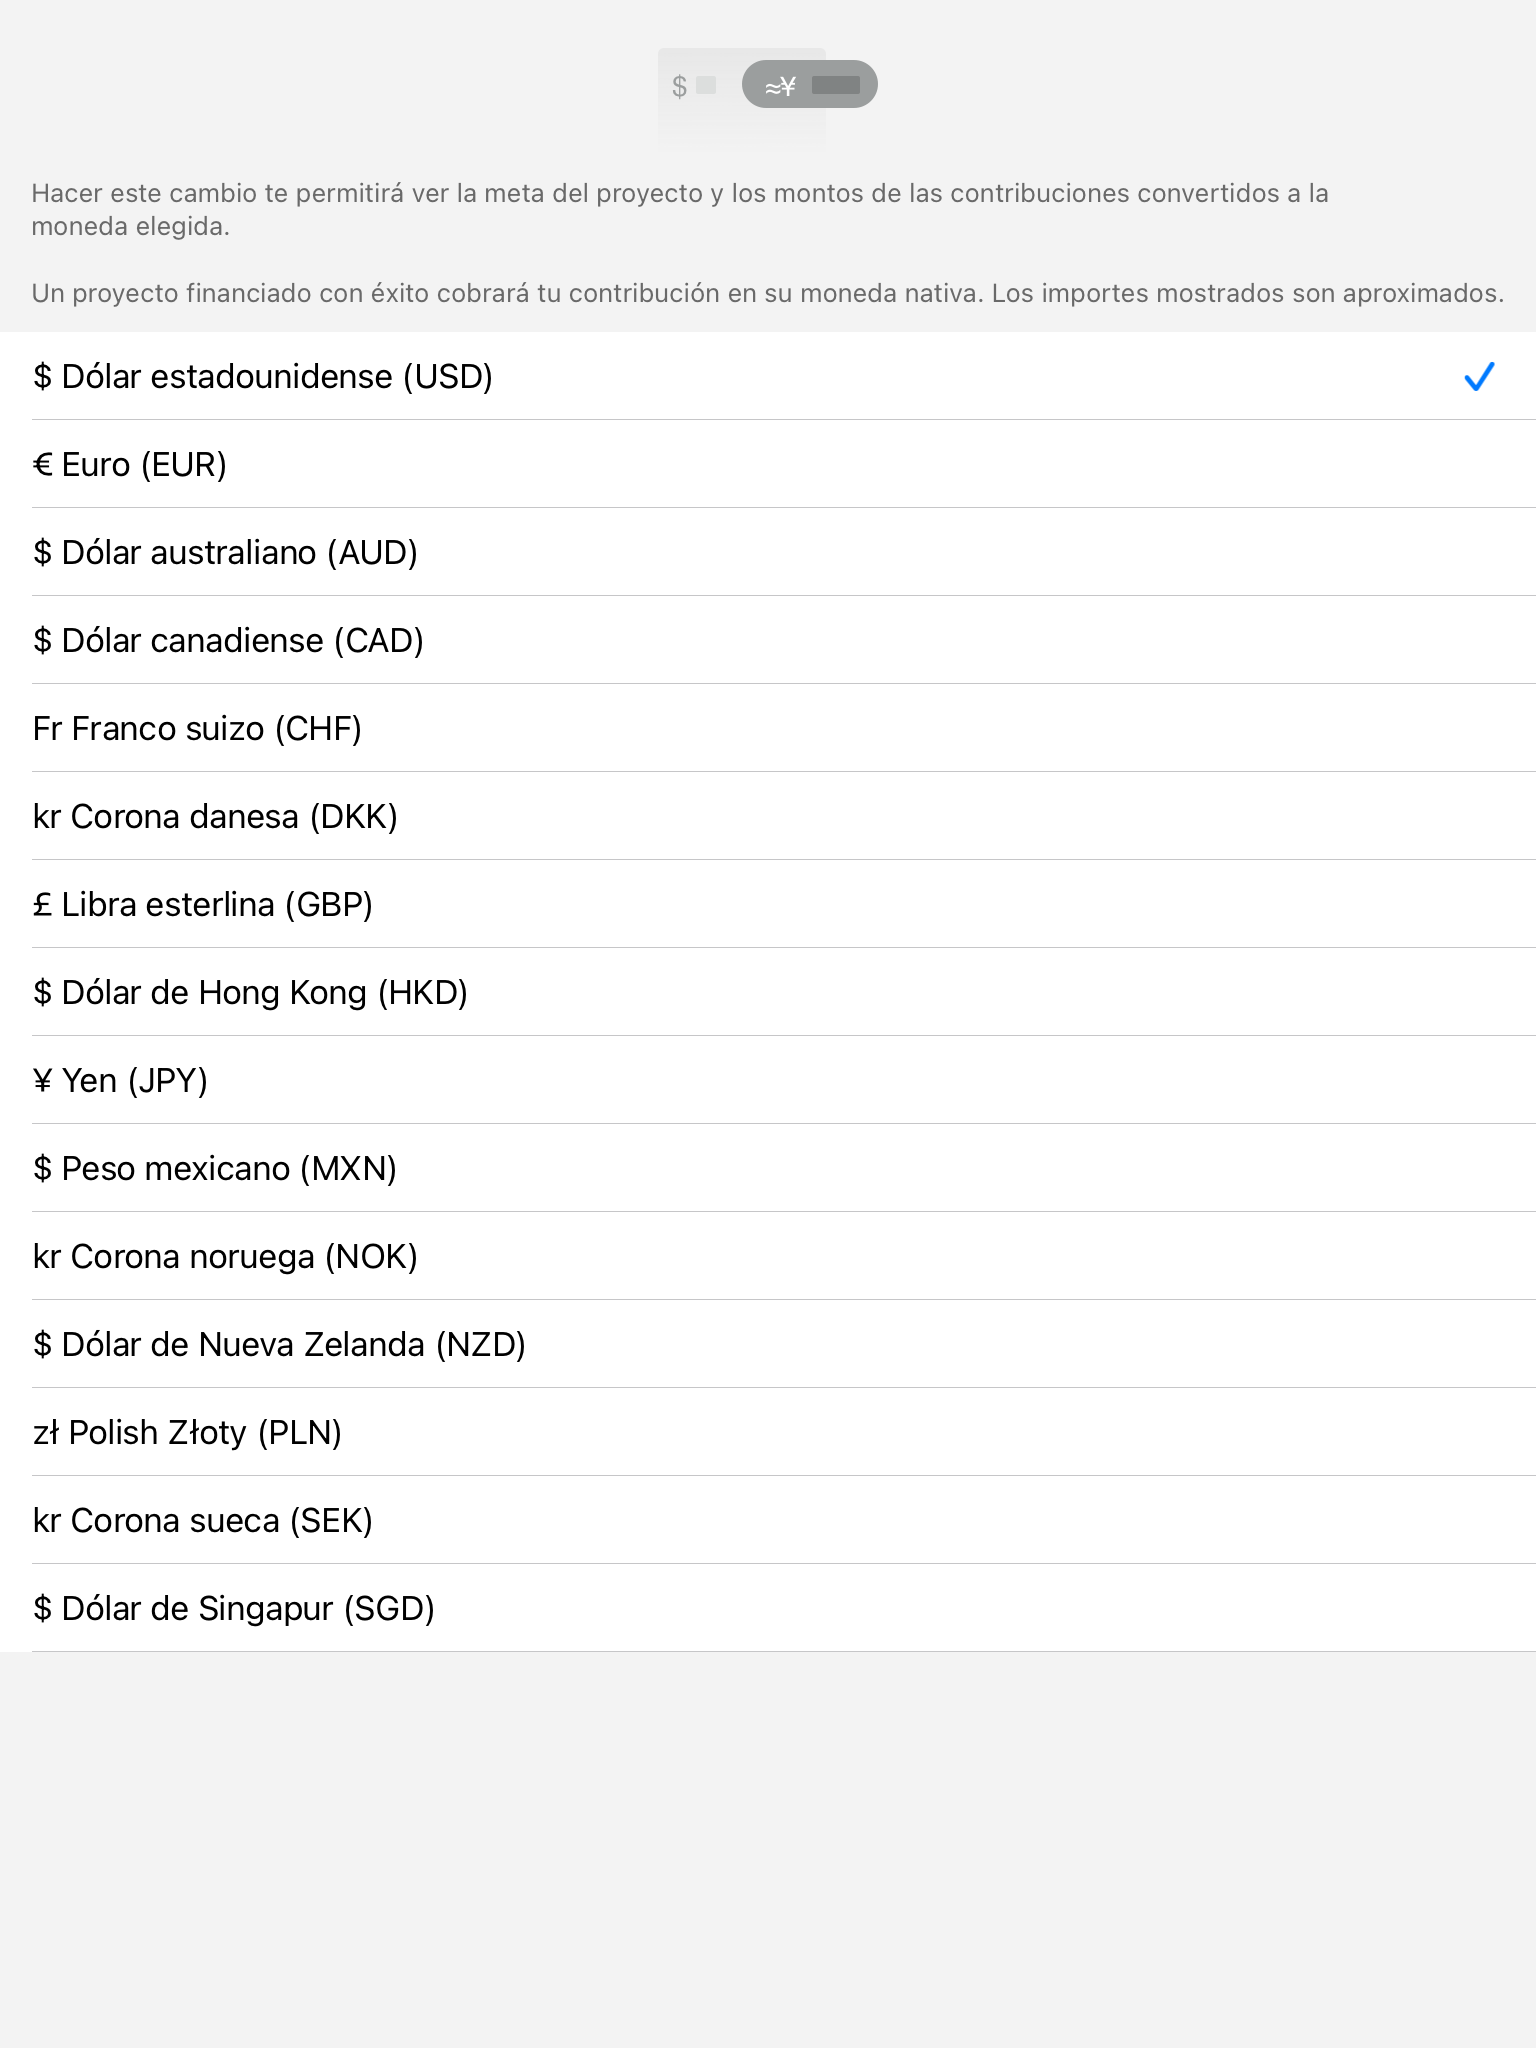 $ ≈¥
Hacer este cambio te permitirá ver la meta del proyecto y los montos de las contribuciones convertidos a la
moneda elegida.
Un proyecto financiado con éxito cobrará tu contribución en su moneda nativa. Los importes mostrados son aproximados.
$ Dólar estadounidense (USD)
€ Euro (EUR)
$ Dólar australiano (AUD)
$ Dólar canadiense (CAD)
Fr Franco suizo (CHF)
kr Corona danesa (DKK)
£ Libra esterlina (GBP)
$ Dólar de Hong Kong (HKD)
¥ Yen (JPY)
$ Peso mexicano (MXN)
kr Corona noruega (NOK)
$ Dólar de Nueva Zelanda (NZD)
zł Polish Złoty (PLN)
kr Corona sueca (SEK)
$ Dólar de Singapur (SGD)